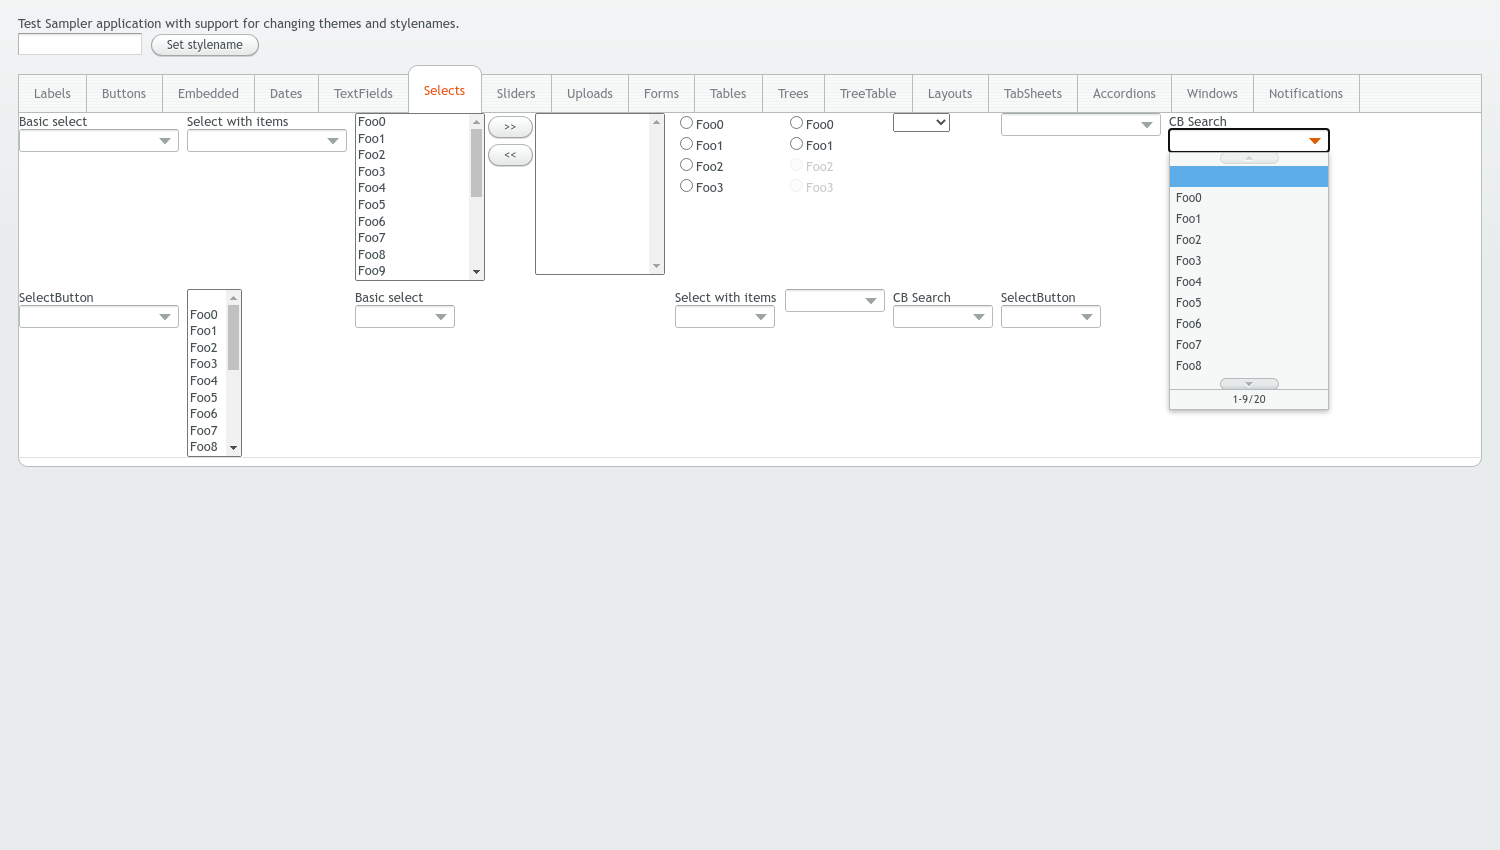 Test Sampler application with support for changing themes and stylenames.
Set stylename
Labels
Buttons
Embedded
Dates
TextFields
Selects
Sliders
Uploads
Forms
Tables
Trees
TreeTable
Layouts
TabSheets
Accordions
Windows
Notifications
Basic select
Select with items
Foo0
Foo1
Foo2
Foo3
Foo4
Foo5
Foo6
Foo7
Foo8
Foo9
>>
<<
Foo0
Foo1
Foo2
Foo3
Foo0
Foo1
Foo2
Foo3
CB Search
Foo0
Foo1
Foo2
Foo3
Foo4
Foo5
Foo6
Foo7
Foo8
1-9/20
SelectButton
Foo0
Foo1
Foo2
Foo3
Foo4
Foo5
Foo6
Foo7
Foo8
Basic select
Select with items
CB Search
SelectButton